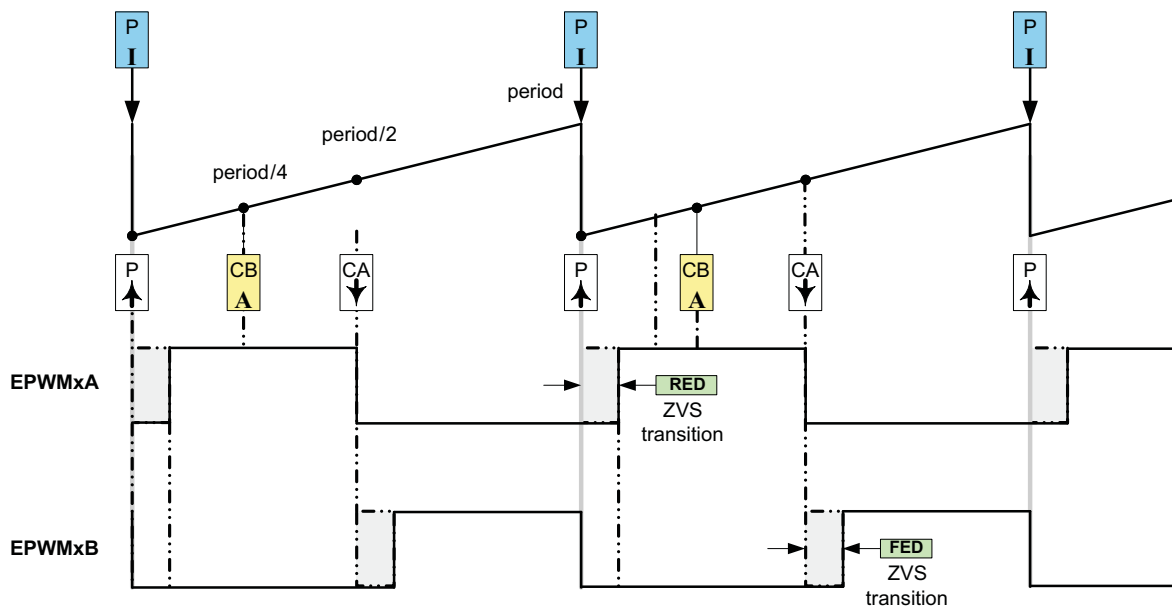 P
I
P
I
P
I
period
period/2
period/4
P
CB
A
CA
P
CB
A
CA
P
EPWMxA
RED
ZVS
transition
EPWMxB
FED
ZVS
transition